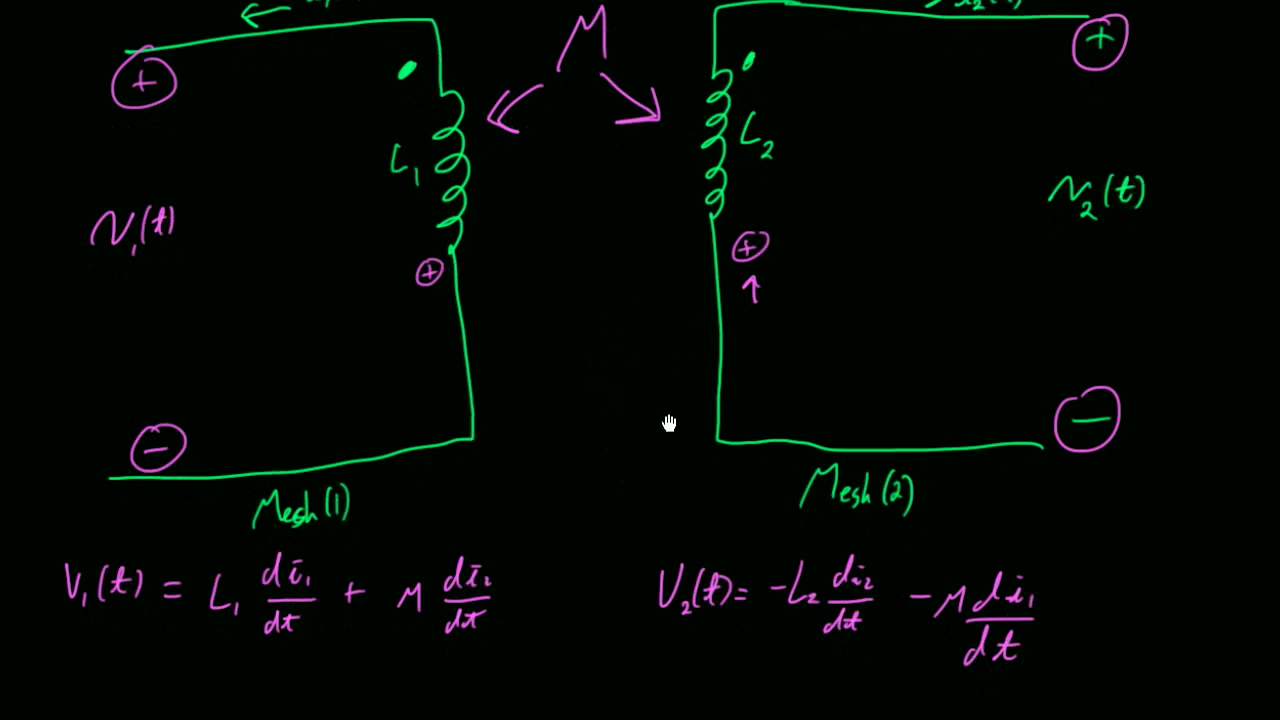 M
+
+
L₁
L₂
v₁(t)
v₂(t)
+
+
−
−
Mesh (1)
Mesh (2)
V₁(t) = L₁ di₁/dt + M di₂/dt
V₂(t) = -L₂ di₂/dt - M di₁/dt